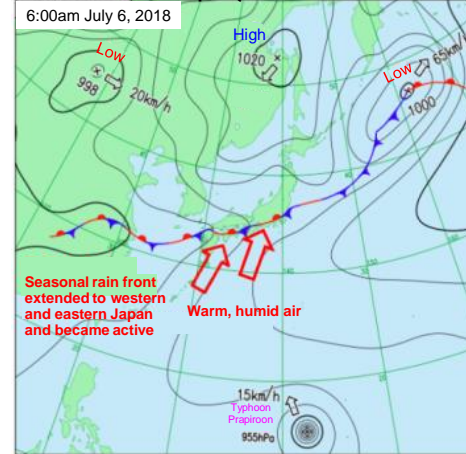 6:00am July 6, 2018
Low
998
20km/h
High
1020
Low
65km/h
1000
Seasonal rain front
extended to western
and eastern Japan
and became active
Warm, humid air
15km/h
Typhoon
Prapiroon
955hPa